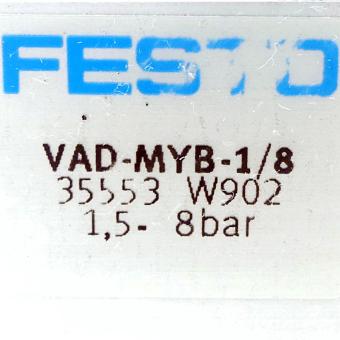 FESTO
VAD-MYB-1/8
35553 W902
1,5- 8bar